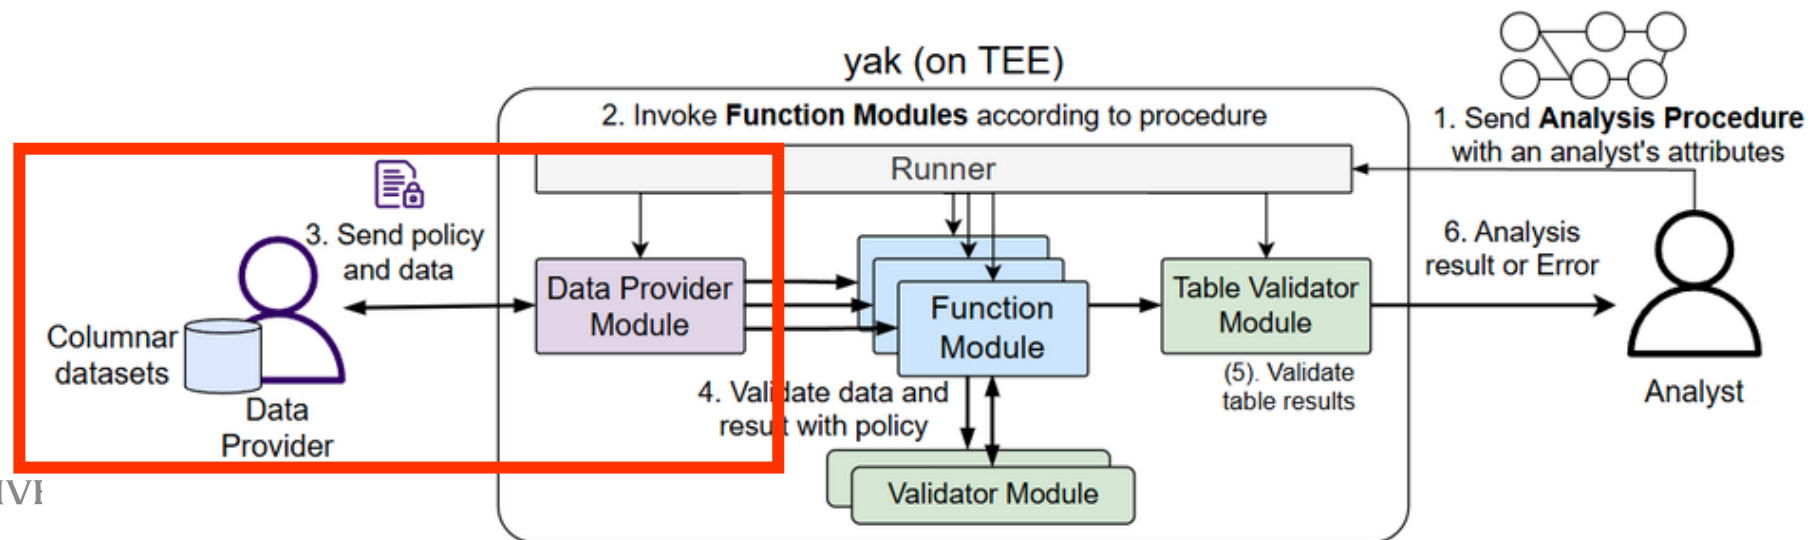 yak (on TEE)
2. Invoke Function Modules according to procedure
Runner
1. Send Analysis Procedure
with an analyst's attributes
3. Send policy
and data
Columnar
datasets
Data
Provider
Data Provider
Module
Function
Module
4. Validate data and
result with policy
Validator Module
Table Validator
Module
(5). Validate
table results
6. Analysis
result or Error
Analyst